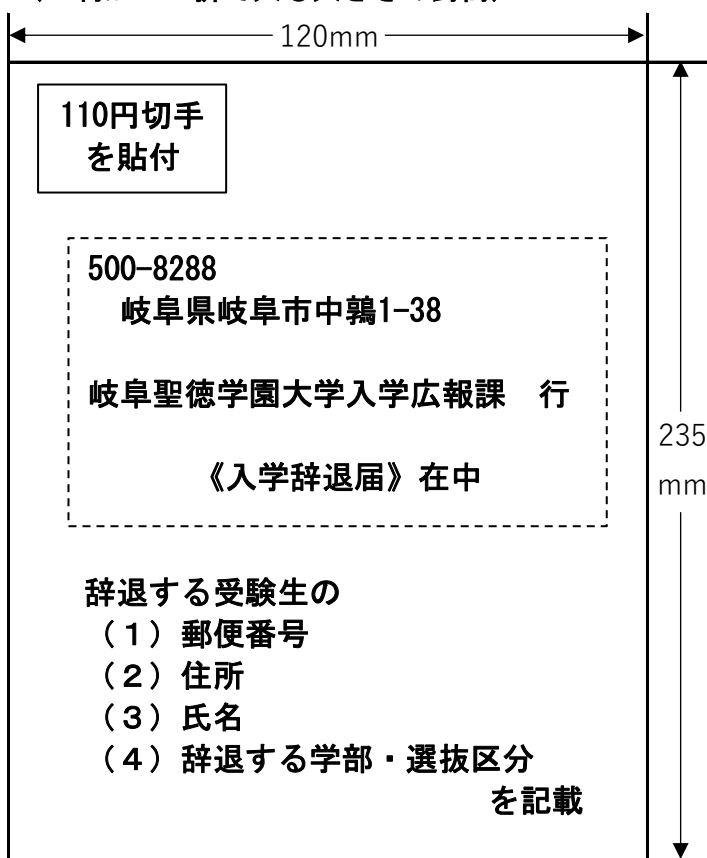 120mm
110円切手
を貼付
500-8288
岐阜県岐阜市中鶉1-38
岐阜聖徳学園大学入学広報課　行
《入学辞退届》在中
235
mm
辞退する受験生の
（１）郵便番号
（２）住所
（３）氏名
（４）辞退する学部・選抜区分
を記載